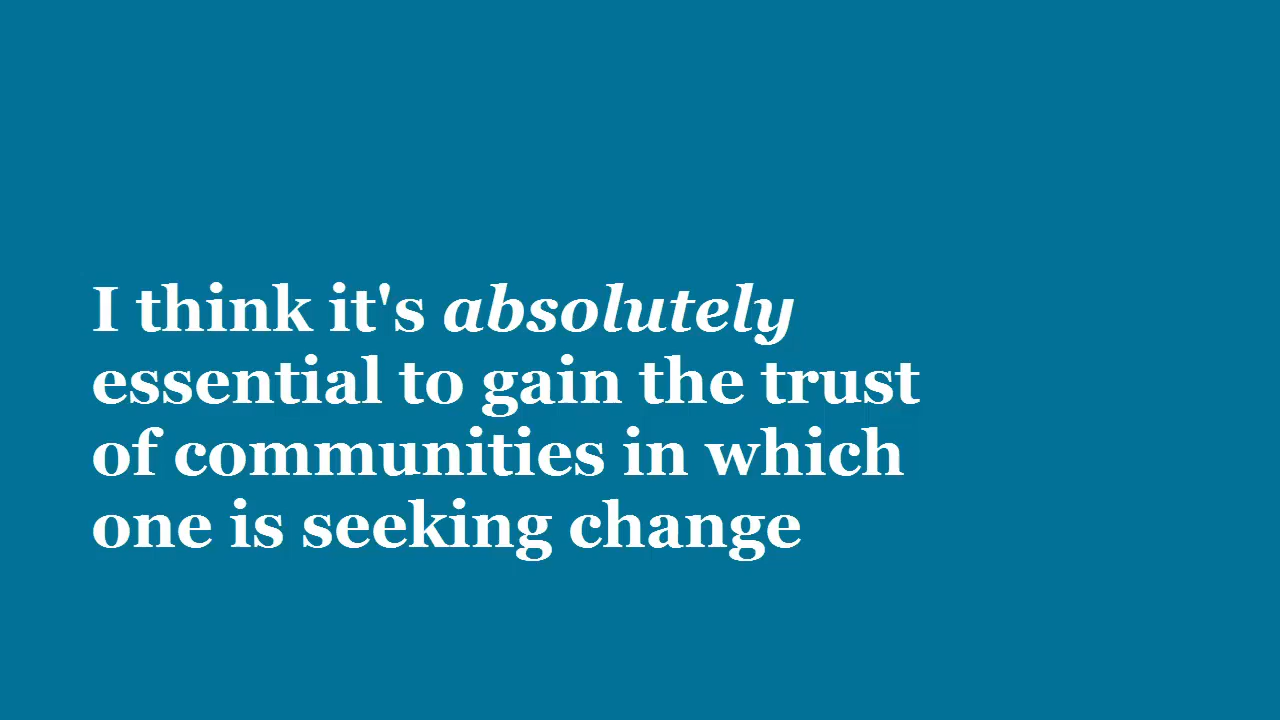 I think it's absolutely
essential to gain the trust
of communities in which
one is seeking change